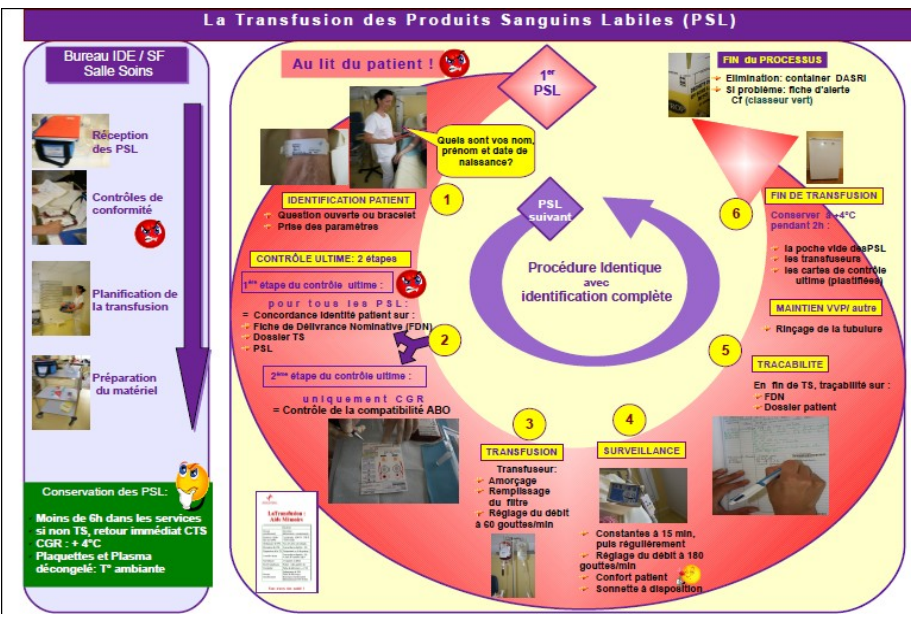 La Transfusion des Produits Sanguins Labiles (PSL)
Bureau IDE / SF
Salle Soins
Réception
des PSL
Contrôles de
conformité
Planification de
la transfusion
Préparation
du matériel
Conservation des PSL:
Moins de 6h dans les services
si non TS, retour immédiat CTS
CGR : + 4°C
Plaquettes et Plasma
décongelé: T° ambiante
Au lit du patient !
1er
PSL
Quels sont vos nom,
prénom et date de
naissance?
1
IDENTIFICATION PATIENT
Question ouverte ou bracelet
Prise des paramètres
CONTRÔLE ULTIME: 2 étapes
1ère étape du contrôle ultime :
pour tous les PSL:
= Concordance identité patient sur :
Fiche de Délivrance Nominative (FDN)
Dossier TS
PSL
2
2ème étape du contrôle ultime :
uniquement CGR
= Contrôle de la compatibilité ABO
La Transfusion :
Aide Mémoire
PSL
suivant
Procédure Identique
avec
identification complète
3
TRANSFUSION
Transfuseur:
Amorçage
Remplissage
du filtre
Réglage du débit
à 60 gouttes/min
4
SURVEILLANCE
Constantes à 15 min,
puis régulièrement
Réglage du débit à 180
gouttes/min
Confort patient
Sonnette à disposition
5
TRACABILITE
En fin de TS, traçabilité sur :
FDN
Dossier patient
6
FIN DE TRANSFUSION
Conserver à +4°C
pendant 2h :
la poche vide des PSL
les transfuseurs
les cartes de contrôle
ultime (plastifiées)
MAINTIEN VVP/ autre
Rinçage de la tubulure
FIN du PROCESSUS
Elimination: container DASRI
Si problème: fiche d'alerte
Cf (classeur vert)